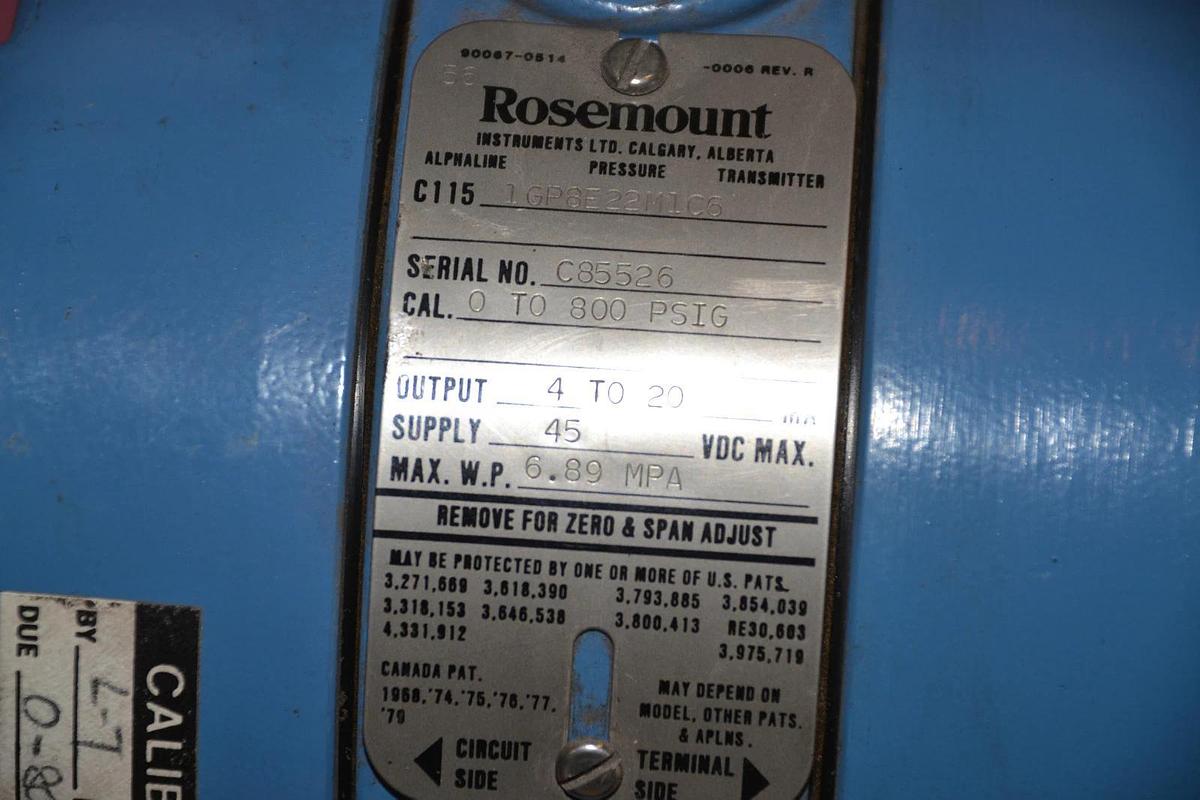 90067-0514 -0006 REV. R
56
Rosemount
INSTRUMENTS LTD. CALGARY, ALBERTA
ALPHALINE PRESSURE TRANSMITTER
C115 1GP8E22M1C6
SERIAL NO. C85526
CAL. 0 TO 800 PSIG
OUTPUT 4 TO 20 mA
SUPPLY 45 VDC MAX.
MAX. W.P. 6.89 MPA
REMOVE FOR ZERO & SPAN ADJUST
MAY BE PROTECTED BY ONE OR MORE OF U.S. PATS.
3,271,669 3,618,390 3,793,885 3,854,039
3,318,153 3,646,538 3,800,413 RE30,603
4,331,912 3,975,719
CANADA PAT.
1968,'74,'75,'76,'77,
'79
MAY DEPEND ON
MODEL, OTHER PATS.
& APLNS.
CIRCUIT
SIDE
TERMINAL
SIDE
CALIB
BY L-7
DUE